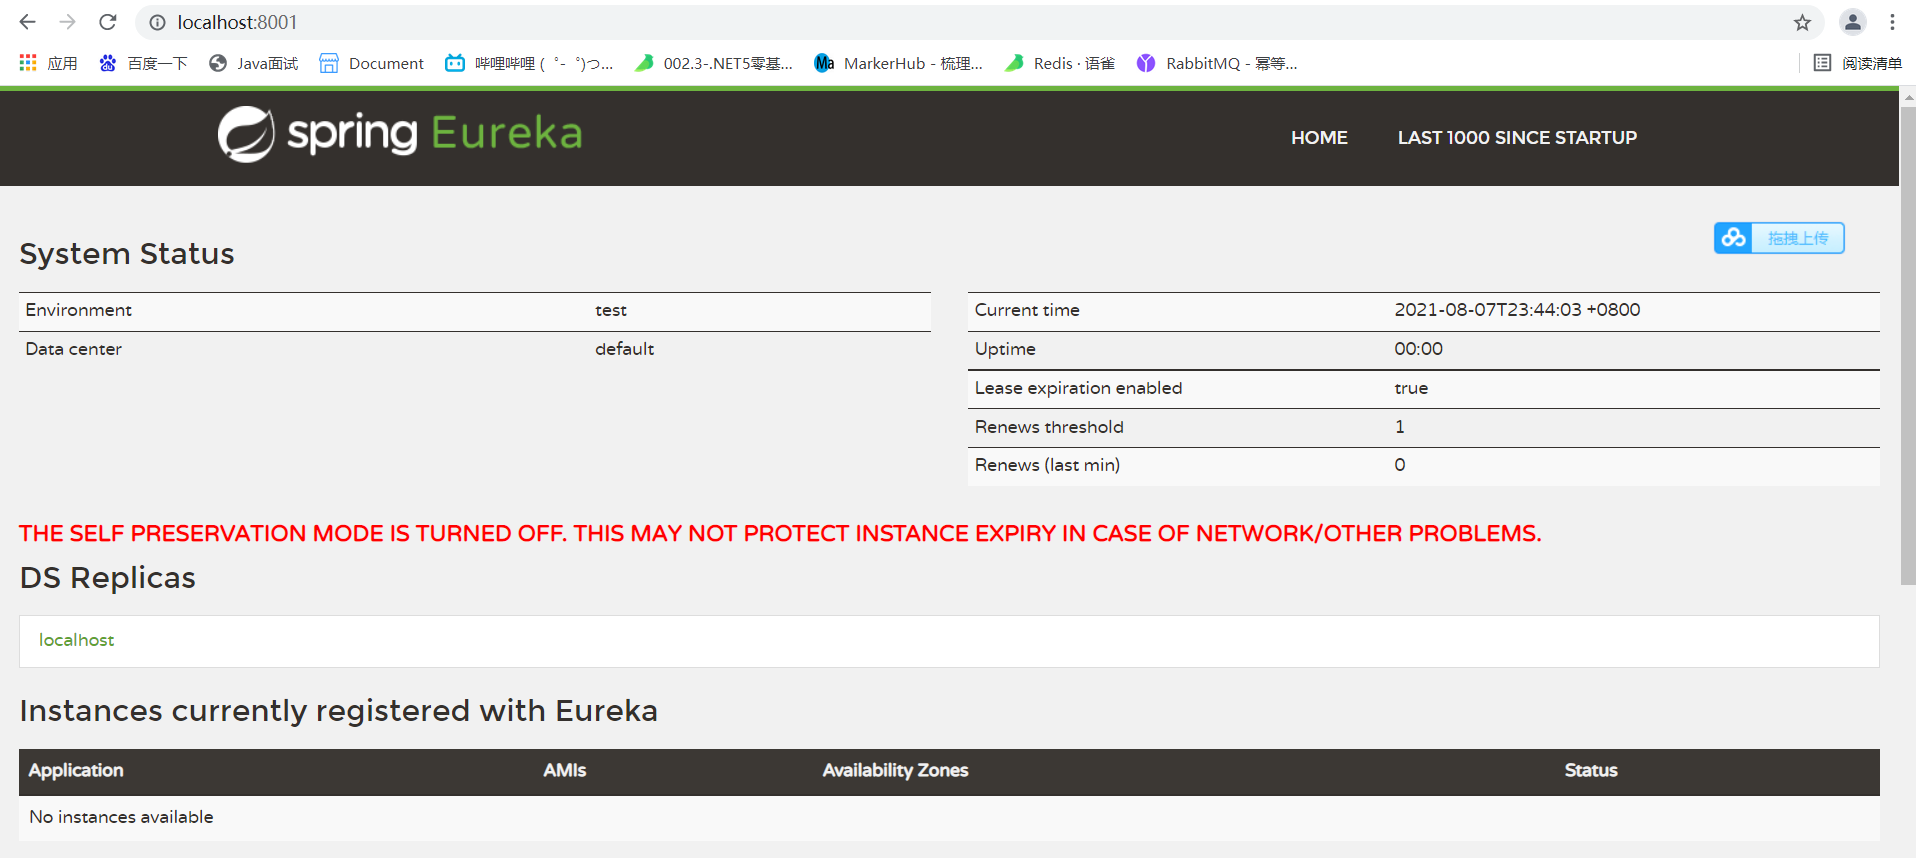 localhost:8001
应用 百度一下 Java面试 Document 哔哩哔哩 ( ゜- ゜)つ... 002.3-.NET5零基... MarkerHub - 梳理... Redis · 语雀 RabbitMQ - 幂等... 阅读清单
spring Eureka
HOME LAST 1000 SINCE STARTUP
拖拽上传
System Status
Environment test
Data center default
Current time 2021-08-07T23:44:03 +0800
Uptime 00:00
Lease expiration enabled true
Renews threshold 1
Renews (last min) 0
THE SELF PRESERVATION MODE IS TURNED OFF. THIS MAY NOT PROTECT INSTANCE EXPIRY IN CASE OF NETWORK/OTHER PROBLEMS.
DS Replicas
localhost
Instances currently registered with Eureka
Application AMIs Availability Zones Status
No instances available